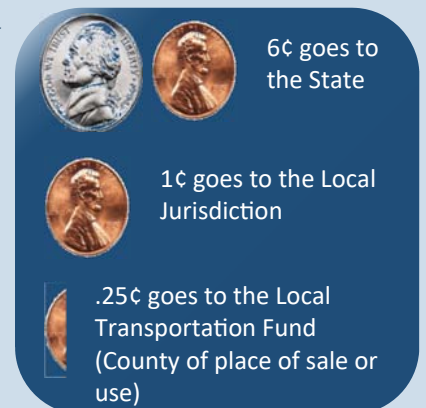 6¢ goes to
the State
1¢ goes to the Local
Jurisdiction
.25¢ goes to the Local
Transportation Fund
(County of place of sale or
use)